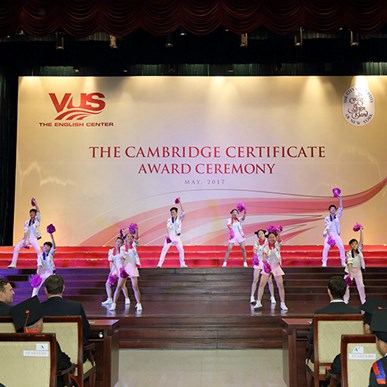 VUS
THE ENGLISH CENTER
THE CAMBRIDGE CERTIFICATE
AWARD CEREMONY
MAY, 2017